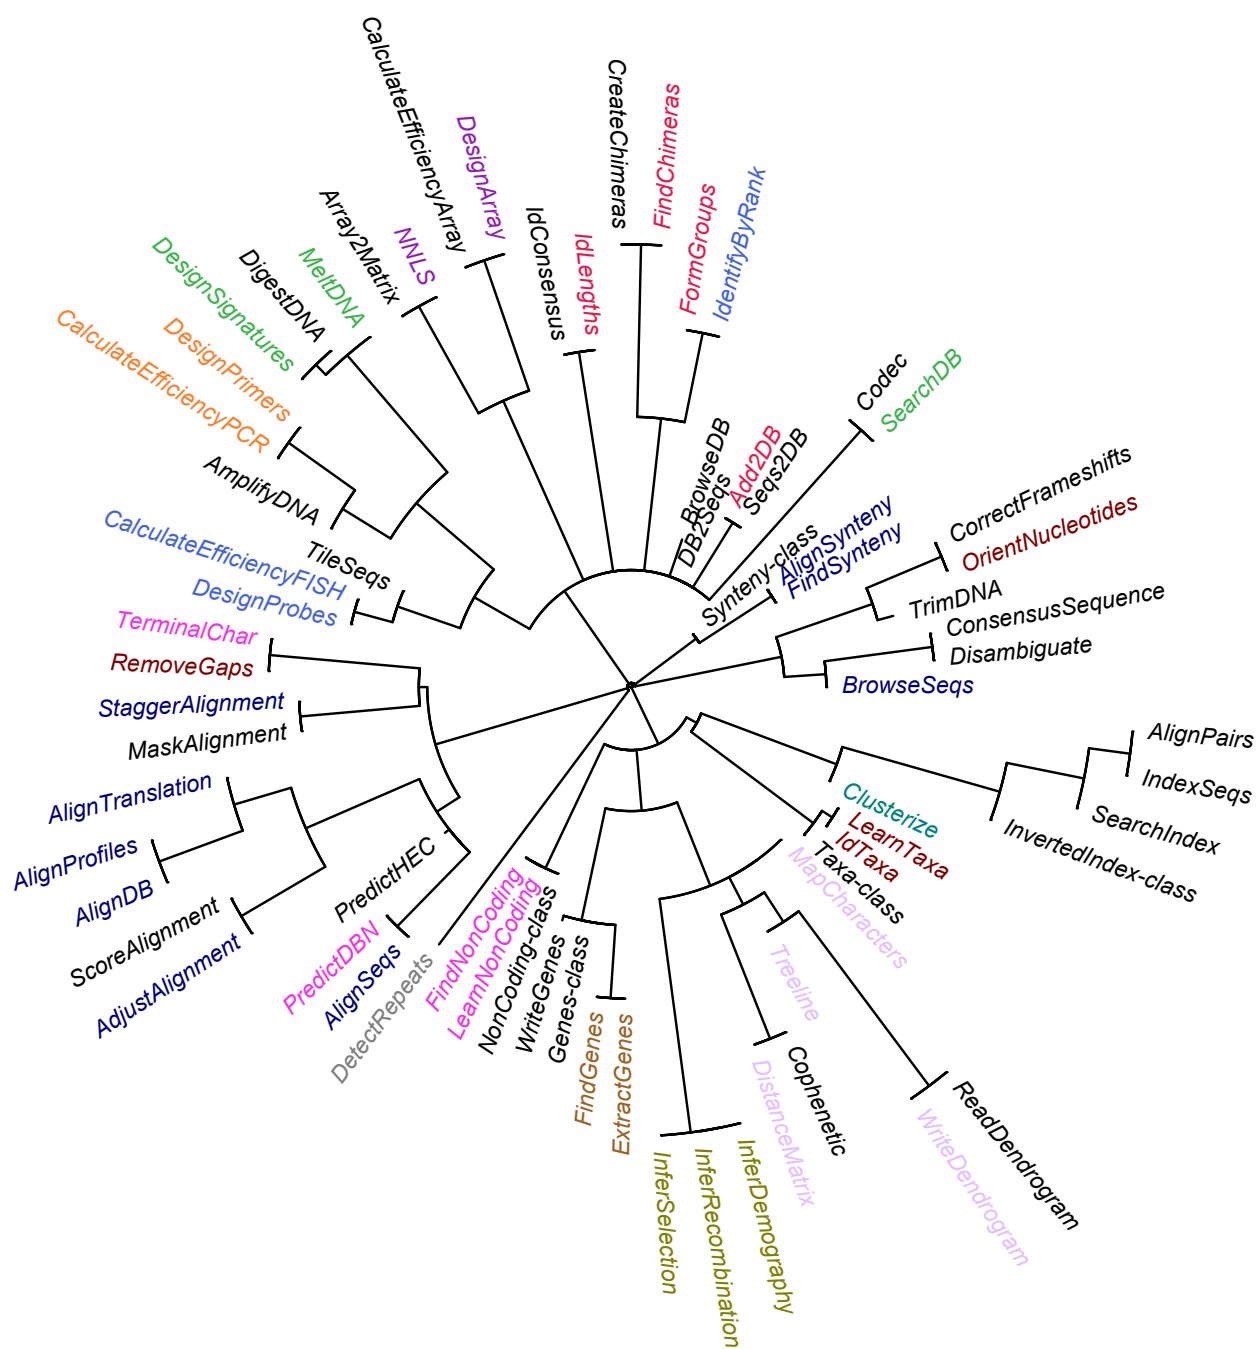 CalculateEfficiencyArray
DesignArray
CreateChimeras
FindChimeras
FormGroups
IdentifyByRank
IdConsensus
IdLengths
Array2Matrix
NNLS
DigestDNA
MeltDNA
DesignSignatures
DesignPrimers
CalculateEfficiencyPCR
AmplifyDNA
TileSeqs
CalculateEfficiencyFISH
DesignProbes
TerminalChar
RemoveGaps
StaggerAlignment
MaskAlignment
AlignTranslation
AlignProfiles
AlignDB
ScoreAlignment
AdjustAlignment
PredictHEC
PredictDBN
AlignSeqs
DetectRepeats
FindNonCoding
LearnNonCoding
NonCoding-class
WriteGenes
Genes-class
FindGenes
ExtractGenes
InferSelection
InferRecombination
InferDemography
DistanceMatrix
Cophenetic
WriteDendrogram
ReadDendrogram
Treeline
MapCharacters
Taxa-class
IdTaxa
LearnTaxa
Clusterize
InvertedIndex-class
SearchIndex
IndexSeqs
AlignPairs
BrowseSeqs
Disambiguate
ConsensusSequence
TrimDNA
OrientNucleotides
CorrectFrameshifts
FindSynteny
AlignSynteny
Synteny-class
SearchDB
Codec
Seqs2DB
Add2DB
DB2Seqs
BrowseDB